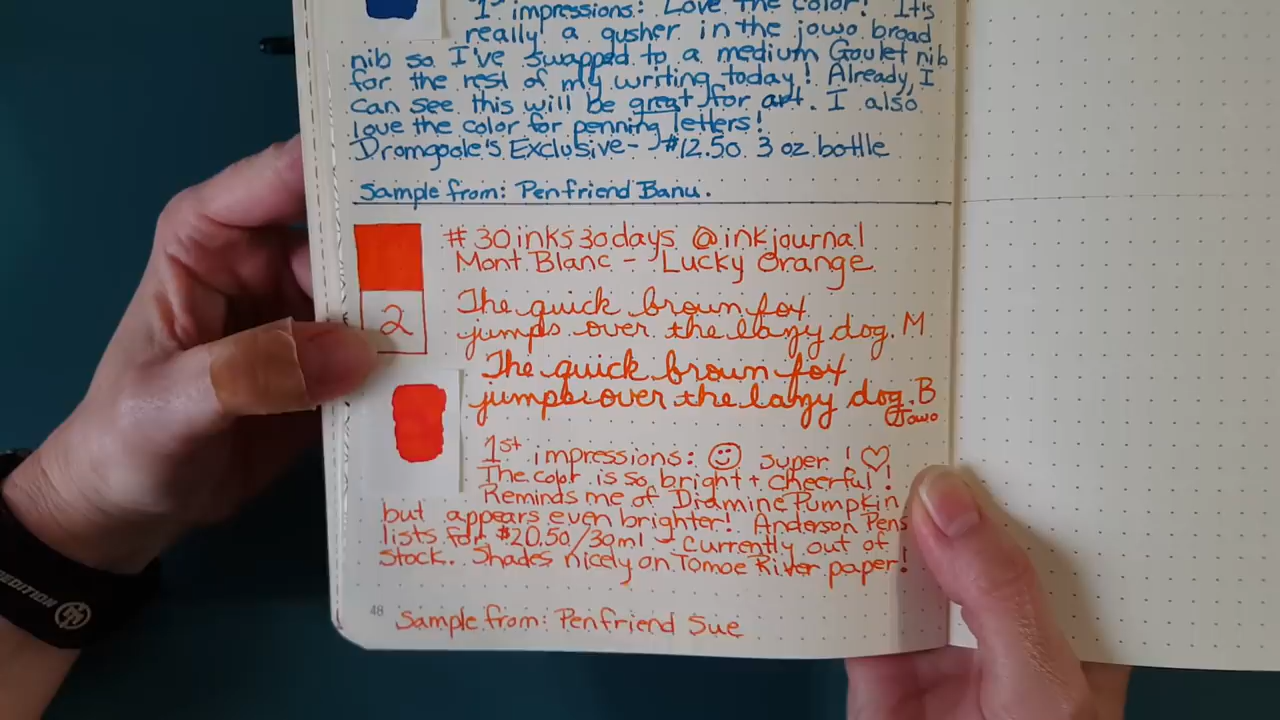 1st impressions: Love the color! It's
really a gusher in the jowo broad
nib so I've swapped to a medium Goulet nib
for the rest of my writing today! Already, I
can see this will be great for art. I also
love the color for penning letters!
Dromgoole's Exclusive- $12.50 3 oz bottle
Sample from: Penfriend Banu.
#30inks30days @inkjournal
Mont Blanc - Lucky Orange
2
The quick brown fox
jumps over the lazy dog. M
The quick brown fox
jumps over the lazy dog. B
Jowo
1st impressions: ☺ super! ♡
The color is so bright + cheerful!
Reminds me of Diamine Pumpkin
but appears even brighter! Anderson Pens
lists for $20.50/30ml - Currently out of
stock. Shades nicely on Tomoe River paper!
48
Sample from: Penfriend Sue